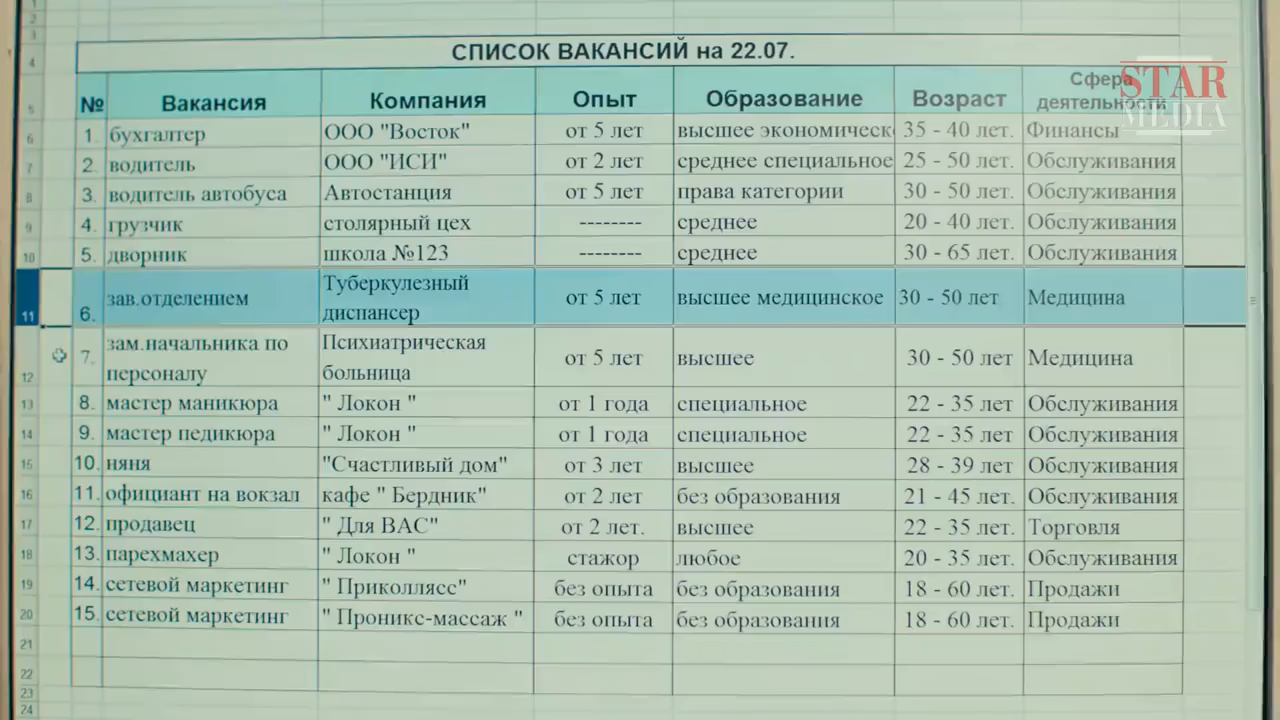 СПИСОК ВАКАНСИЙ на 22.07.
STAR
MEDIA
№ Вакансия Компания Опыт Образование Возраст Сфера деятельности
1. бухгалтер ООО "Восток" от 5 лет высшее экономическ 35 - 40 лет. Финансы
2. водитель ООО "ИСИ" от 2 лет среднее специальное 25 - 50 лет. Обслуживания
3. водитель автобуса Автостанция от 5 лет права категории 30 - 50 лет. Обслуживания
4. грузчик столярный цех -------- среднее 20 - 40 лет. Обслуживания
5. дворник школа №123 -------- среднее 30 - 65 лет. Обслуживания
6. зав.отделением Туберкулезный диспансер от 5 лет высшее медицинское 30 - 50 лет Медицина
7. зам.начальника по персоналу Психиатрическая больница от 5 лет высшее 30 - 50 лет Медицина
8. мастер маникюра " Локон " от 1 года специальное 22 - 35 лет Обслуживания
9. мастер педикюра " Локон " от 1 года специальное 22 - 35 лет Обслуживания
10. няня "Счастливый дом" от 3 лет высшее 28 - 39 лет Обслуживания
11. официант на вокзал кафе " Бердник" от 2 лет без образования 21 - 45 лет. Обслуживания
12. продавец " Для ВАС" от 2 лет. высшее 22 - 35 лет. Торговля
13. парехмахер " Локон " стажор любое 20 - 35 лет. Обслуживания
14. сетевой маркетинг " Приколлясс" без опыта без образования 18 - 60 лет. Продажи
15. сетевой маркетинг " Проникс-массаж " без опыта без образования 18 - 60 лет. Продажи